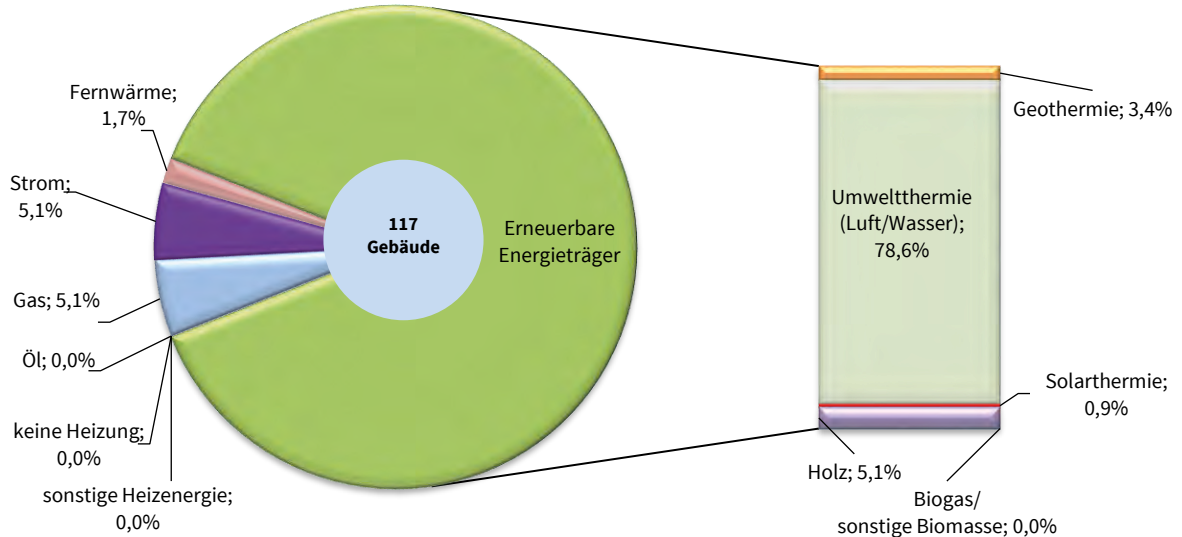 Fernwärme;
1,7%
Strom;
5,1%
Gas; 5,1%
Öl; 0,0%
keine Heizung;
0,0%
sonstige Heizenergie;
0,0%
117
Gebäude
Erneuerbare
Energieträger
Geothermie; 3,4%
Umweltthermie
(Luft/Wasser);
78,6%
Solarthermie;
0,9%
Holz; 5,1%
Biogas/
sonstige Biomasse; 0,0%